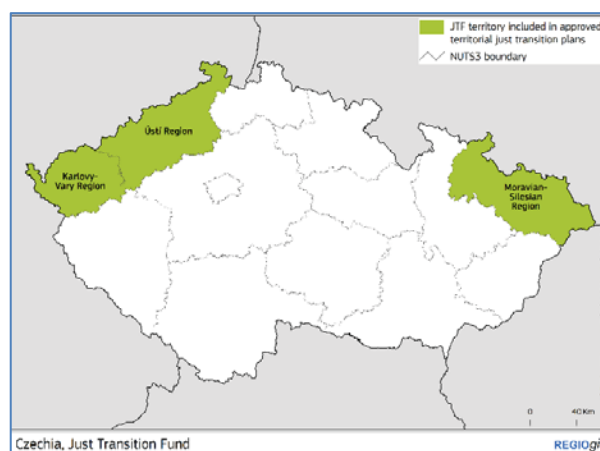 JTF territory included in approved
territorial just transition plans
NUTS3 boundary
Ústí Region
Karlovy-
Vary Region
Moravian-
Silesian
Region
0 40 Km
Czechia, Just Transition Fund
REGIOgis